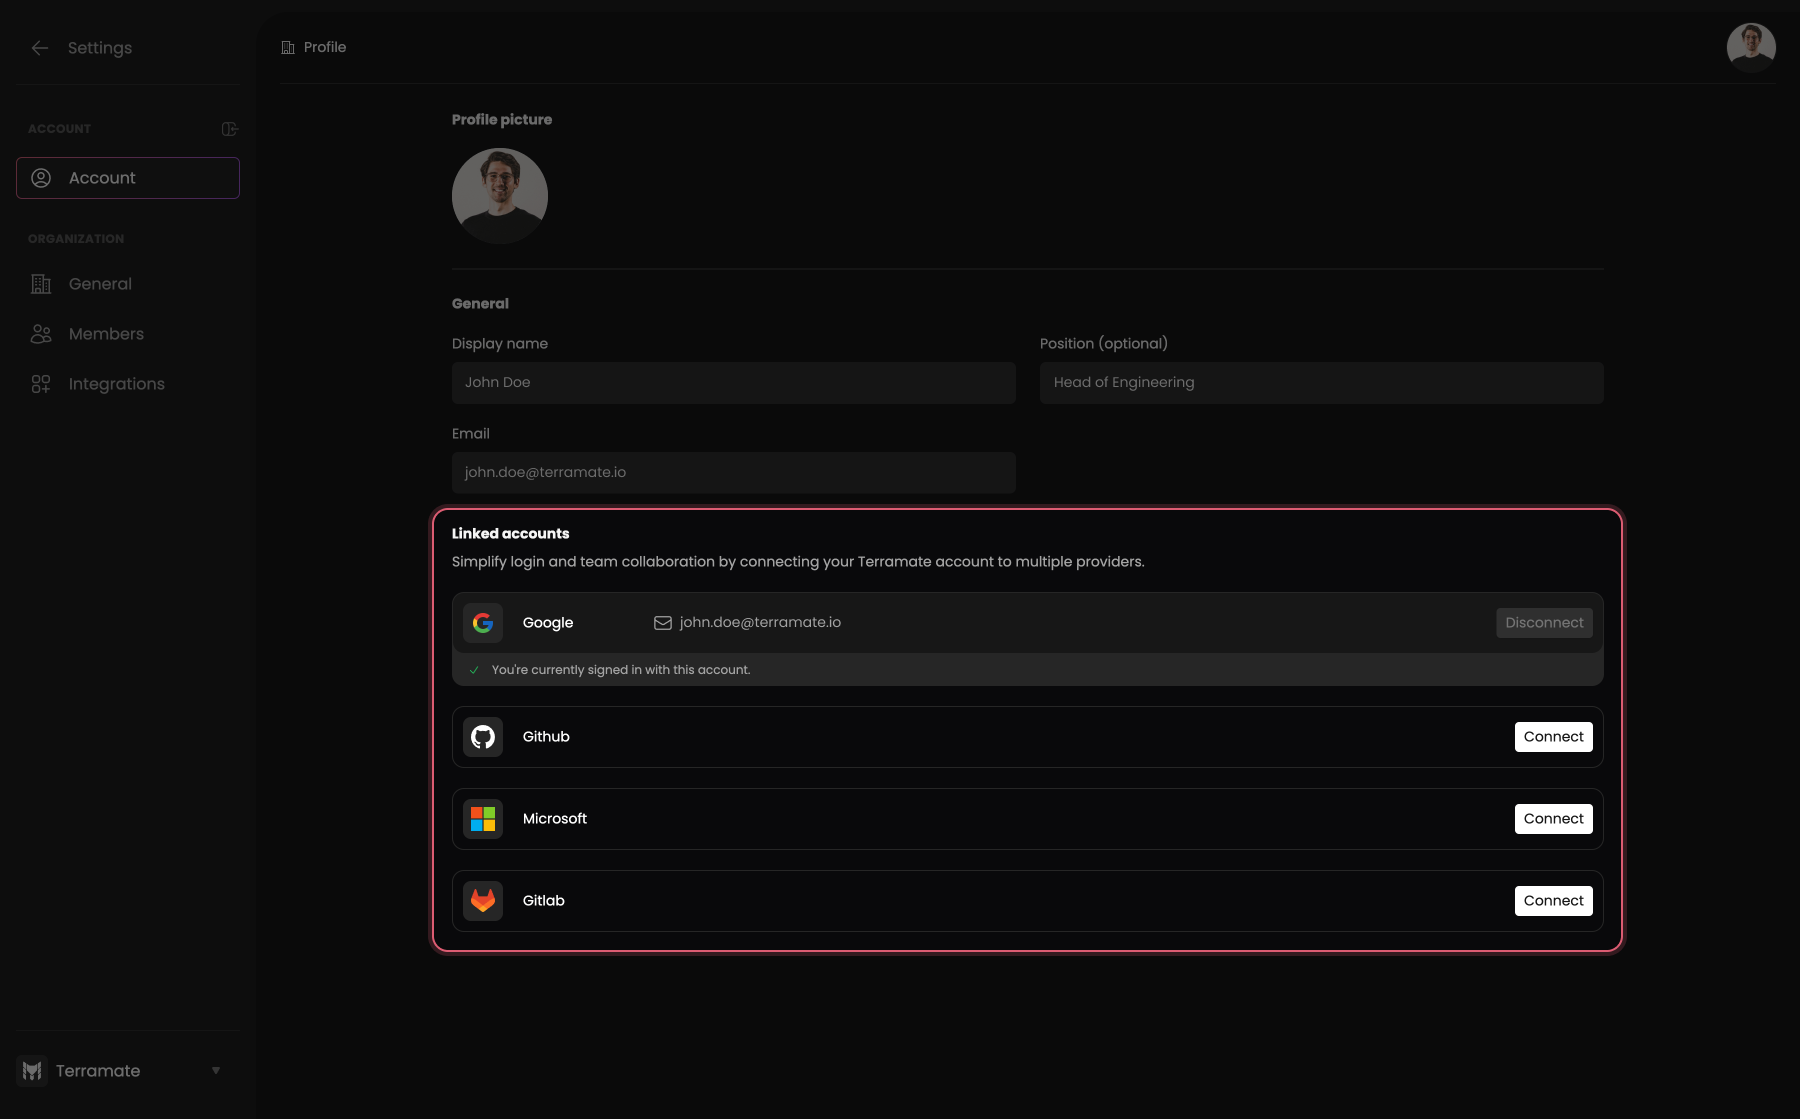 Settings
ACCOUNT
Account
ORGANIZATION
General
Members
Integrations
Terramate
Profile
Profile picture
General
Display name
John Doe
Position (optional)
Head of Engineering
Email
john.doe@terramate.io
Linked accounts
Simplify login and team collaboration by connecting your Terramate account to multiple providers.
Google john.doe@terramate.io Disconnect
You're currently signed in with this account.
Github Connect
Microsoft Connect
Gitlab Connect